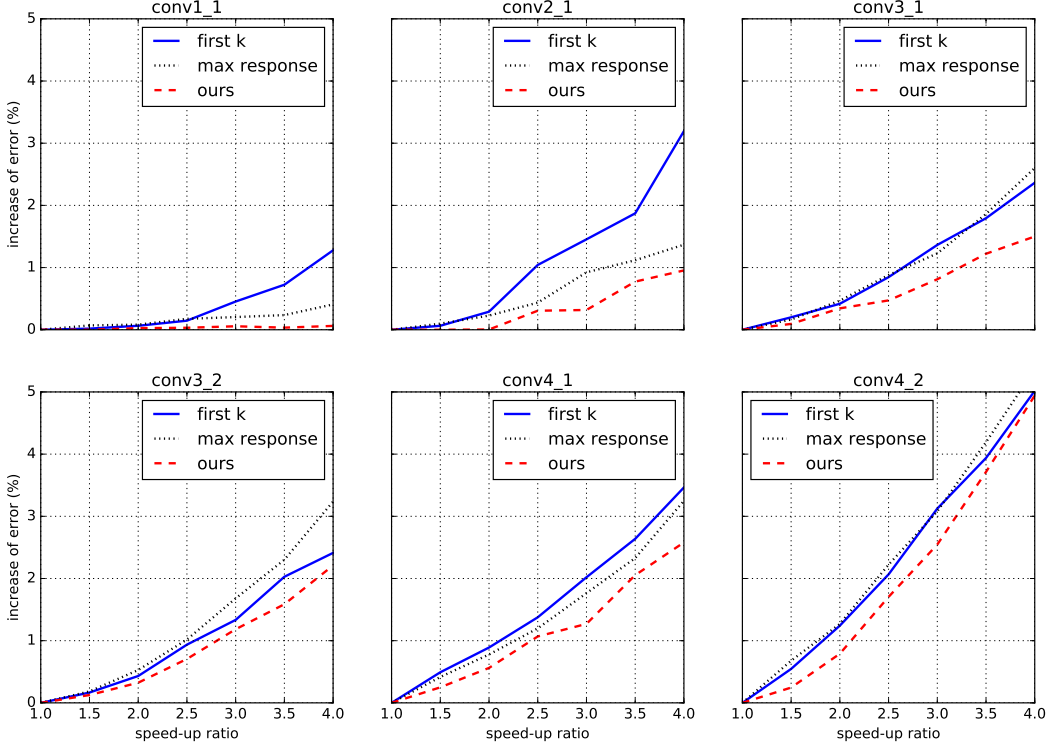 conv1_1
conv2_1
conv3_1
5
4
3
2
1
0
increase of error (%)
first k
max response
ours
first k
max response
ours
first k
max response
ours
conv3_2
conv4_1
conv4_2
5
4
3
2
1
0
increase of error (%)
first k
max response
ours
first k
max response
ours
first k
max response
ours
1.0 1.5 2.0 2.5 3.0 3.5 4.0
1.0 1.5 2.0 2.5 3.0 3.5 4.0
1.0 1.5 2.0 2.5 3.0 3.5 4.0
speed-up ratio
speed-up ratio
speed-up ratio